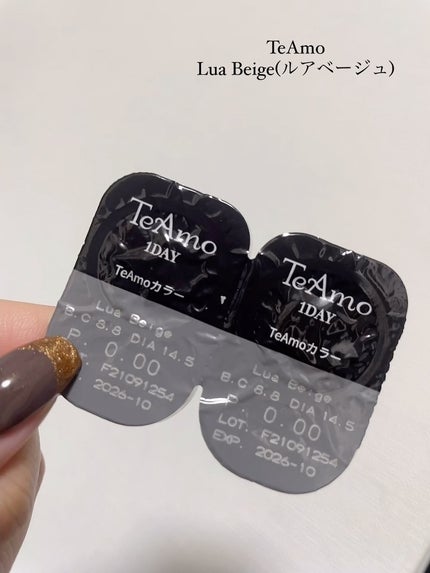 TeAmo
Lua Beige(ルアベージュ)
TeAmo
1DAY
TeAmoカラー
Lua Beige
B.C 8.8 DIA 14.5
P. 0.00
F21091254
2026-10
TeAmo
1DAY
TeAmoカラー
Lua Beige
B.C 8.8 DIA 14.5
P. 0.00
LOT. F21091254
EXP. 2026-10